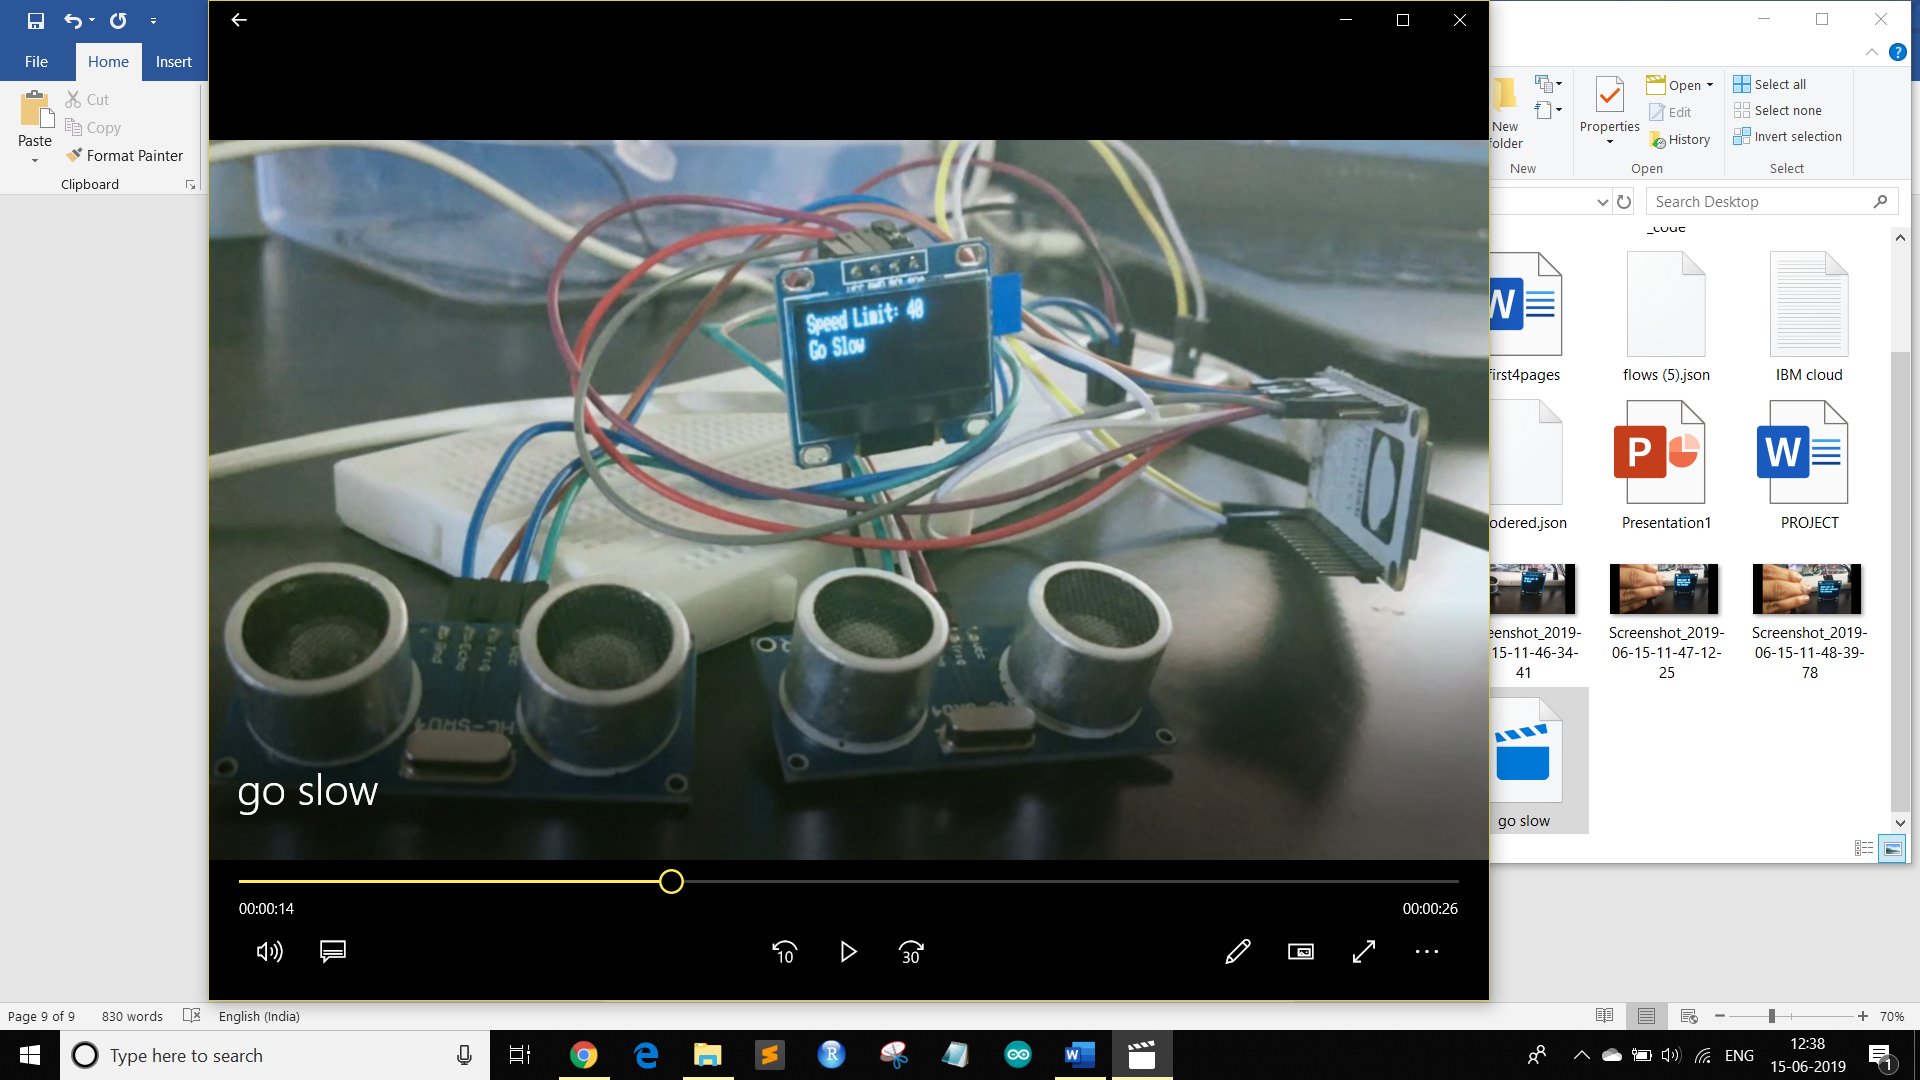 File
Home
Insert
Cut
Copy
Paste
Format Painter
Clipboard
Open
Edit
History
Properties
New
folder
New
Open
Select all
Select none
Invert selection
Select
Search Desktop
_code
first4pages
flows (5).json
IBM cloud
odered.json
Presentation1
PROJECT
eenshot_2019-
15-11-46-34-
41
Screenshot_2019-
06-15-11-47-12-
25
Screenshot_2019-
06-15-11-48-39-
78
go slow
Speed Limit: 40
Go Slow
go slow
00:00:14
00:00:26
10
30
Page 9 of 9
830 words
English (India)
70%
Type here to search
ENG
12:38
15-06-2019
1